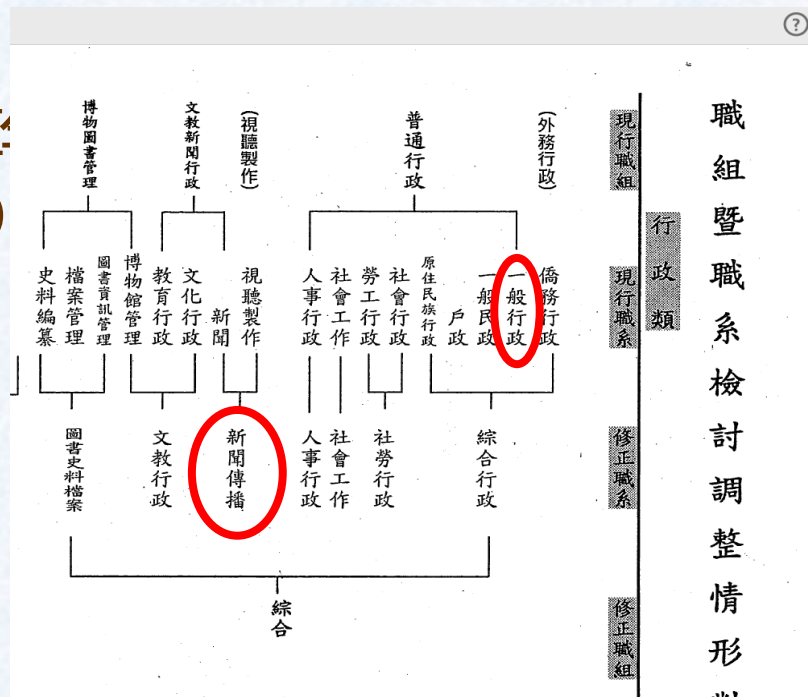 職組暨職系檢討調整情形
行政類
現行職組
現行職系
修正職系
修正職組
(外務行政)
普通行政
(視聽製作)
文教新聞行政
博物圖書管理
僑務行政
一般行政
一般民政
戶政
原住民族行政
社會行政
勞工行政
社會工作
人事行政
視聽製作
新聞
文化行政
教育行政
博物館管理
圖書資訊管理
檔案管理
史料編纂
綜合行政
社勞行政
社會工作
人事行政
新聞傳播
文教行政
圖書史料檔案
綜合